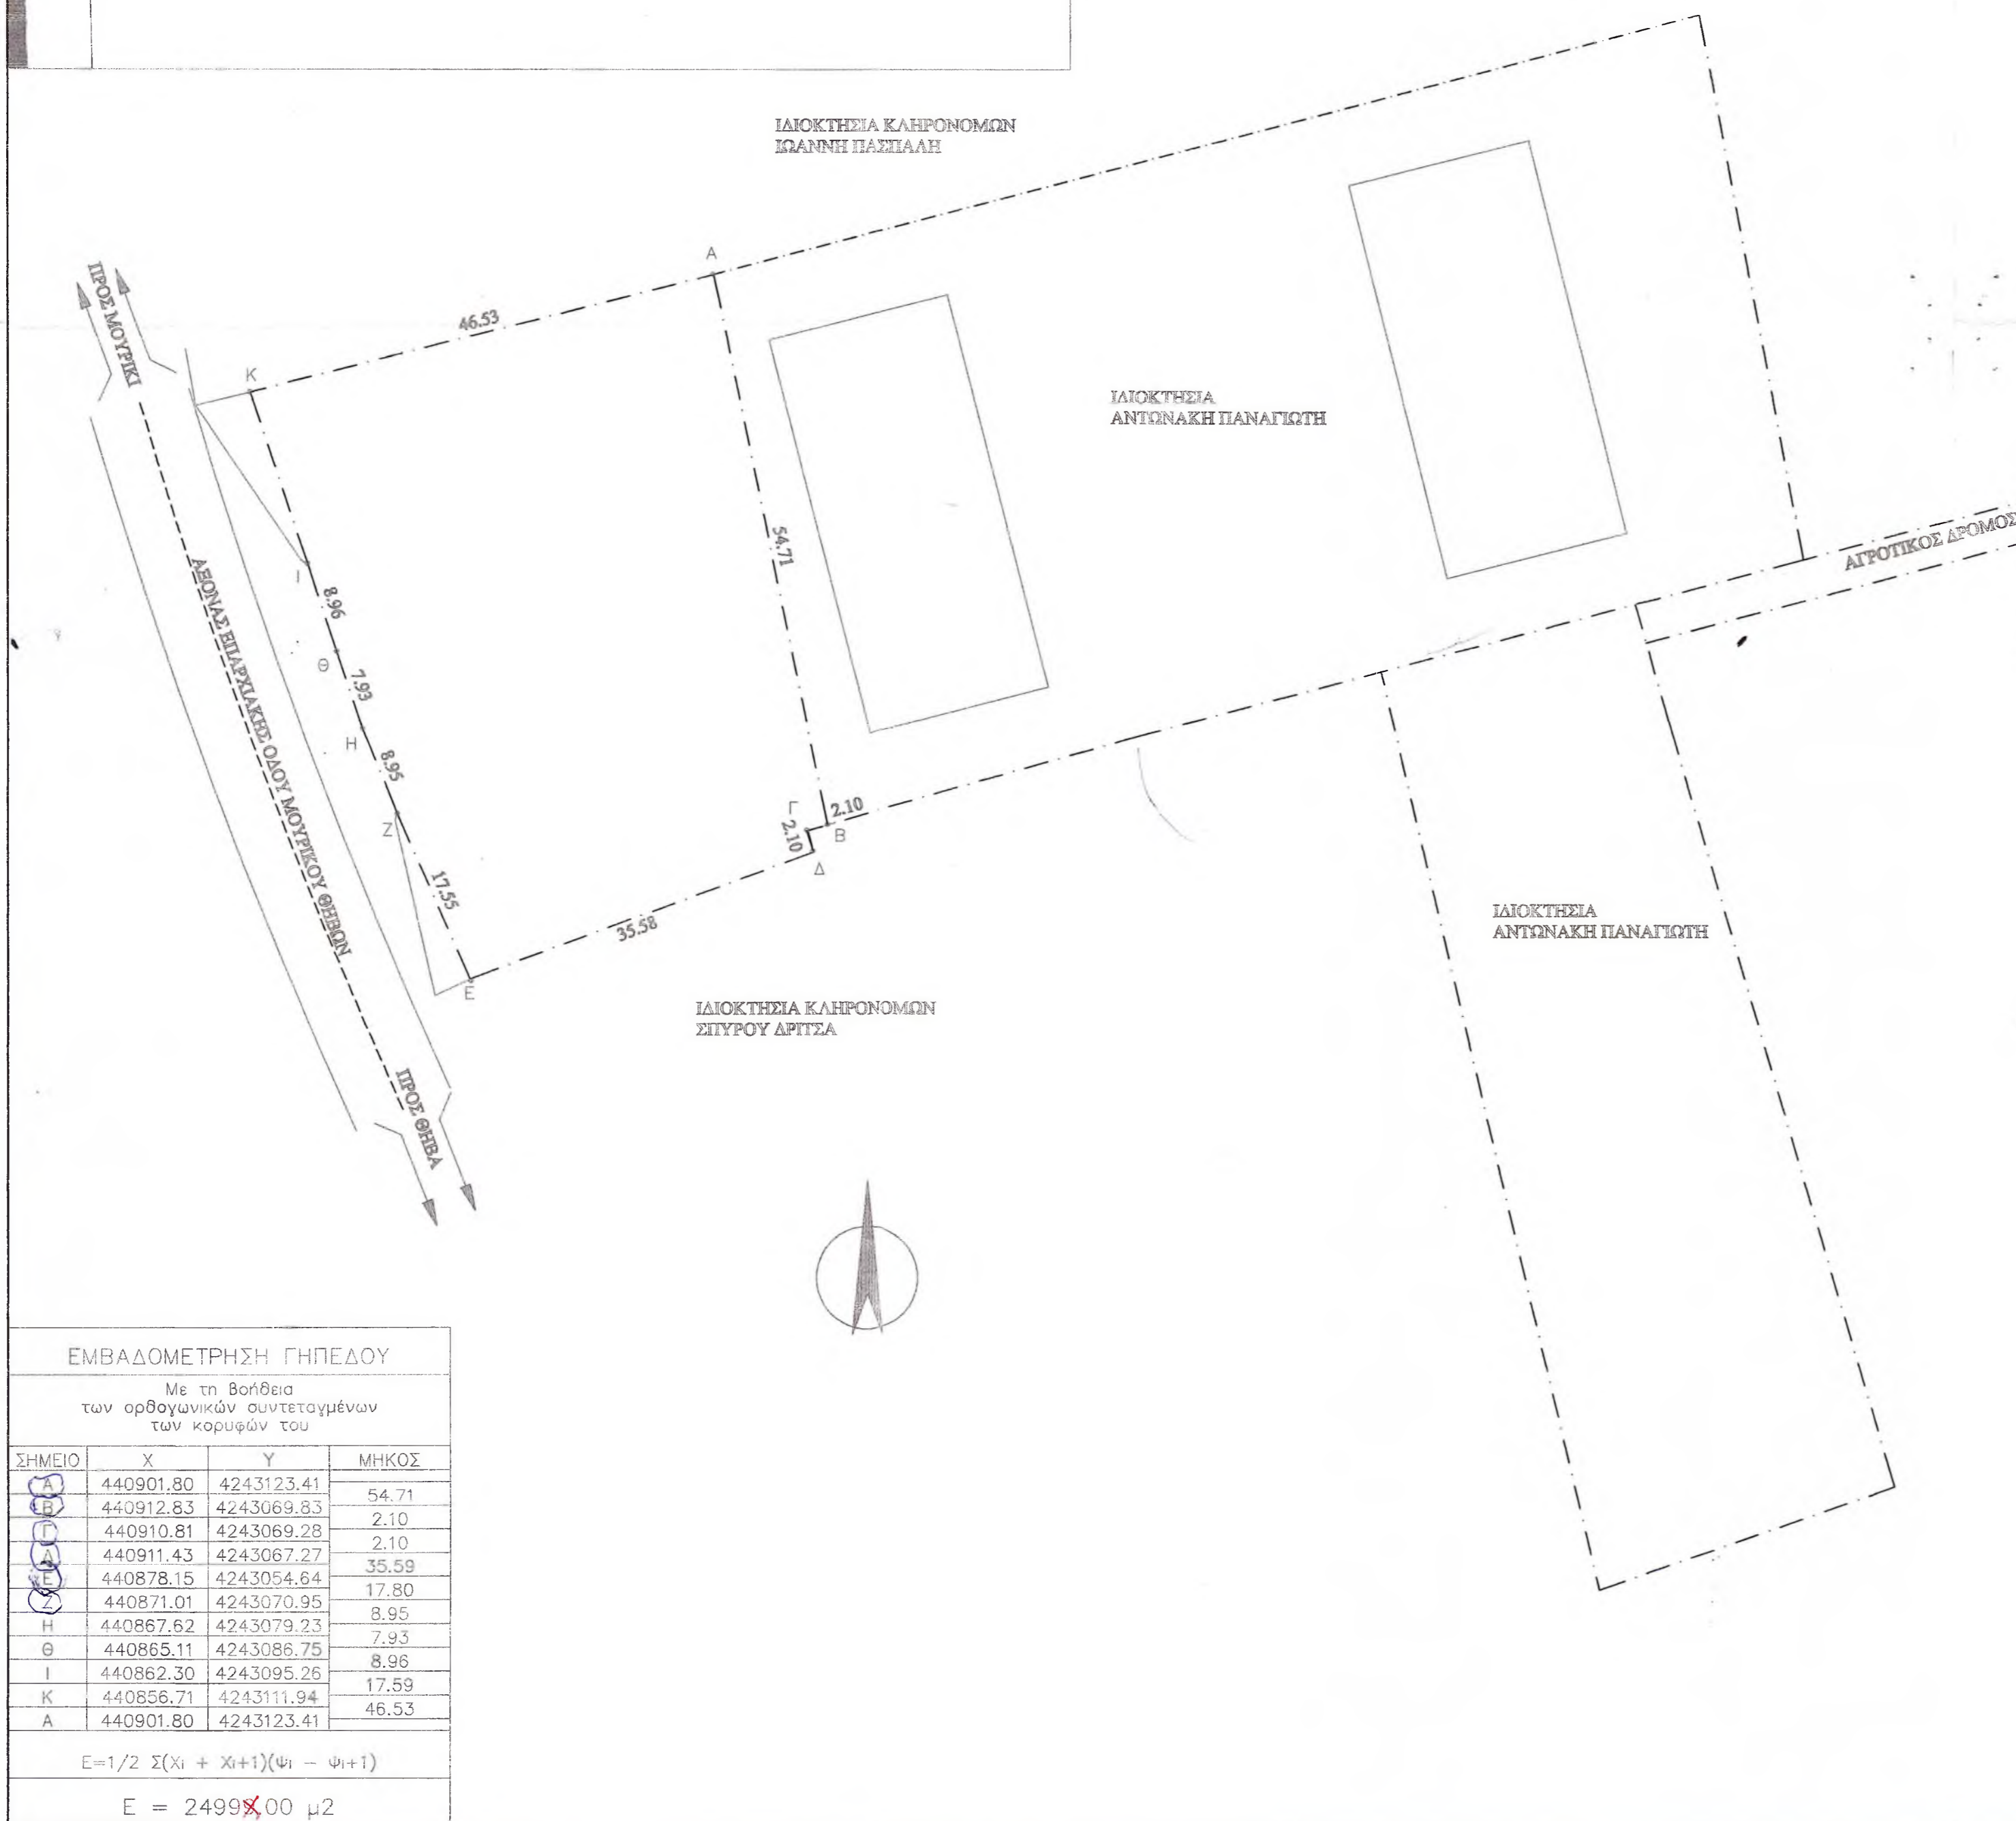 ΙΔΙΟΚΤΗΣΙΑ ΚΛΗΡΟΝΟΜΩΝ
ΙΩΑΝΝΗ ΠΑΣΠΑΛΗ
Α
ΠΡΟΣ ΜΟΥΡΙΚΙ
46.53
Κ
ΙΔΙΟΚΤΗΣΙΑ
ΑΝΤΩΝΑΚΗ ΠΑΝΑΓΙΩΤΗ
54.71
ΑΓΡΟΤΙΚΟΣ ΔΡΟΜΟΣ
Ι
8.96
Θ
7.93
Η
8.95
ΑΞΟΝΑΣ ΕΠΑΡΧΙΑΚΗΣ ΟΔΟΥ ΜΟΥΡΙΚΟΥ ΘΗΒΩΝ
Γ
2.10
Β
2.10
Δ
Ζ
17.55
35.58
Ε
ΙΔΙΟΚΤΗΣΙΑ
ΑΝΤΩΝΑΚΗ ΠΑΝΑΓΙΩΤΗ
ΙΔΙΟΚΤΗΣΙΑ ΚΛΗΡΟΝΟΜΩΝ
ΣΠΥΡΟΥ ΔΡΙΤΣΑ
ΠΡΟΣ ΘΗΒΑ
ΕΜΒΑΔΟΜΕΤΡΗΣΗ ΓΗΠΕΔΟΥ
Με τη βοήθεια
των ορθογωνικών συντεταγμένων
των κορυφών του
ΣΗΜΕΙΟ Χ Υ ΜΗΚΟΣ
Α 440901.80 4243123.41
54.71
Β 440912.83 4243069.83
2.10
Γ 440910.81 4243069.28
2.10
Δ 440911.43 4243067.27
35.59
Ε 440878.15 4243054.64
17.80
Ζ 440871.01 4243070.95
8.95
Η 440867.62 4243079.23
7.93
Θ 440865.11 4243086.75
8.96
Ι 440862.30 4243095.26
17.59
Κ 440856.71 4243111.94
46.53
Α 440901.80 4243123.41
Ε=1/2 Σ(Χi + Χi+1)(Ψi − Ψi+1)
Ε = 2499,00 μ2